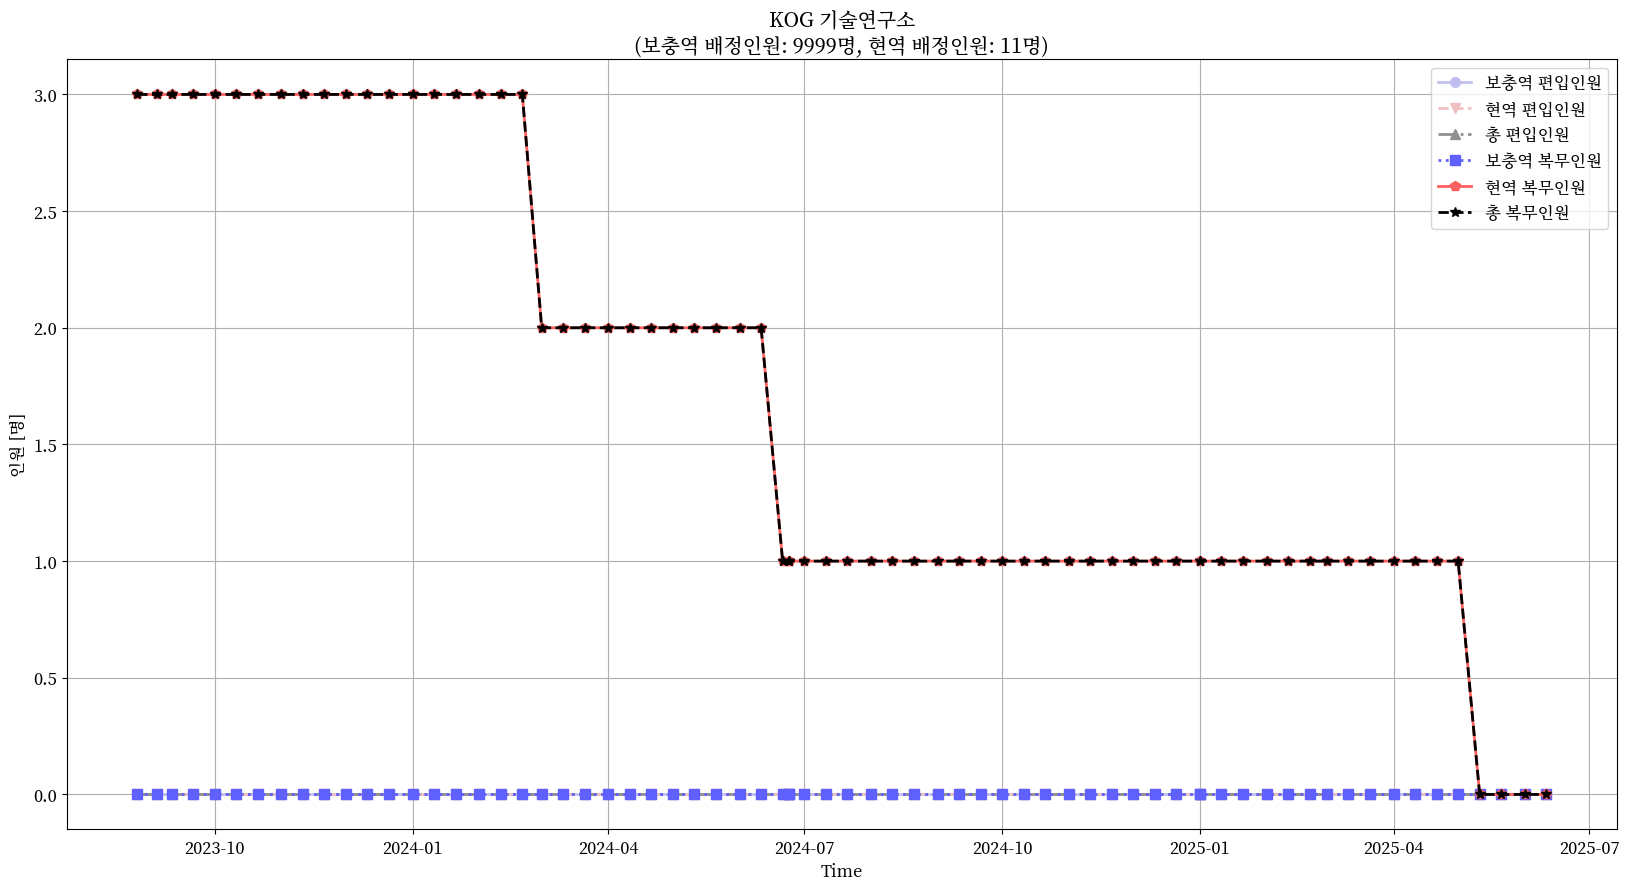 KOG 기술연구소
(보충역 배정인원: 9999명, 현역 배정인원: 11명)
보충역 편입인원
현역 편입인원
총 편입인원
보충역 복무인원
현역 복무인원
총 복무인원
인원 [명]
3.0
2.5
2.0
1.5
1.0
0.5
0.0
2023-10
2024-01
2024-04
2024-07
2024-10
2025-01
2025-04
2025-07
Time